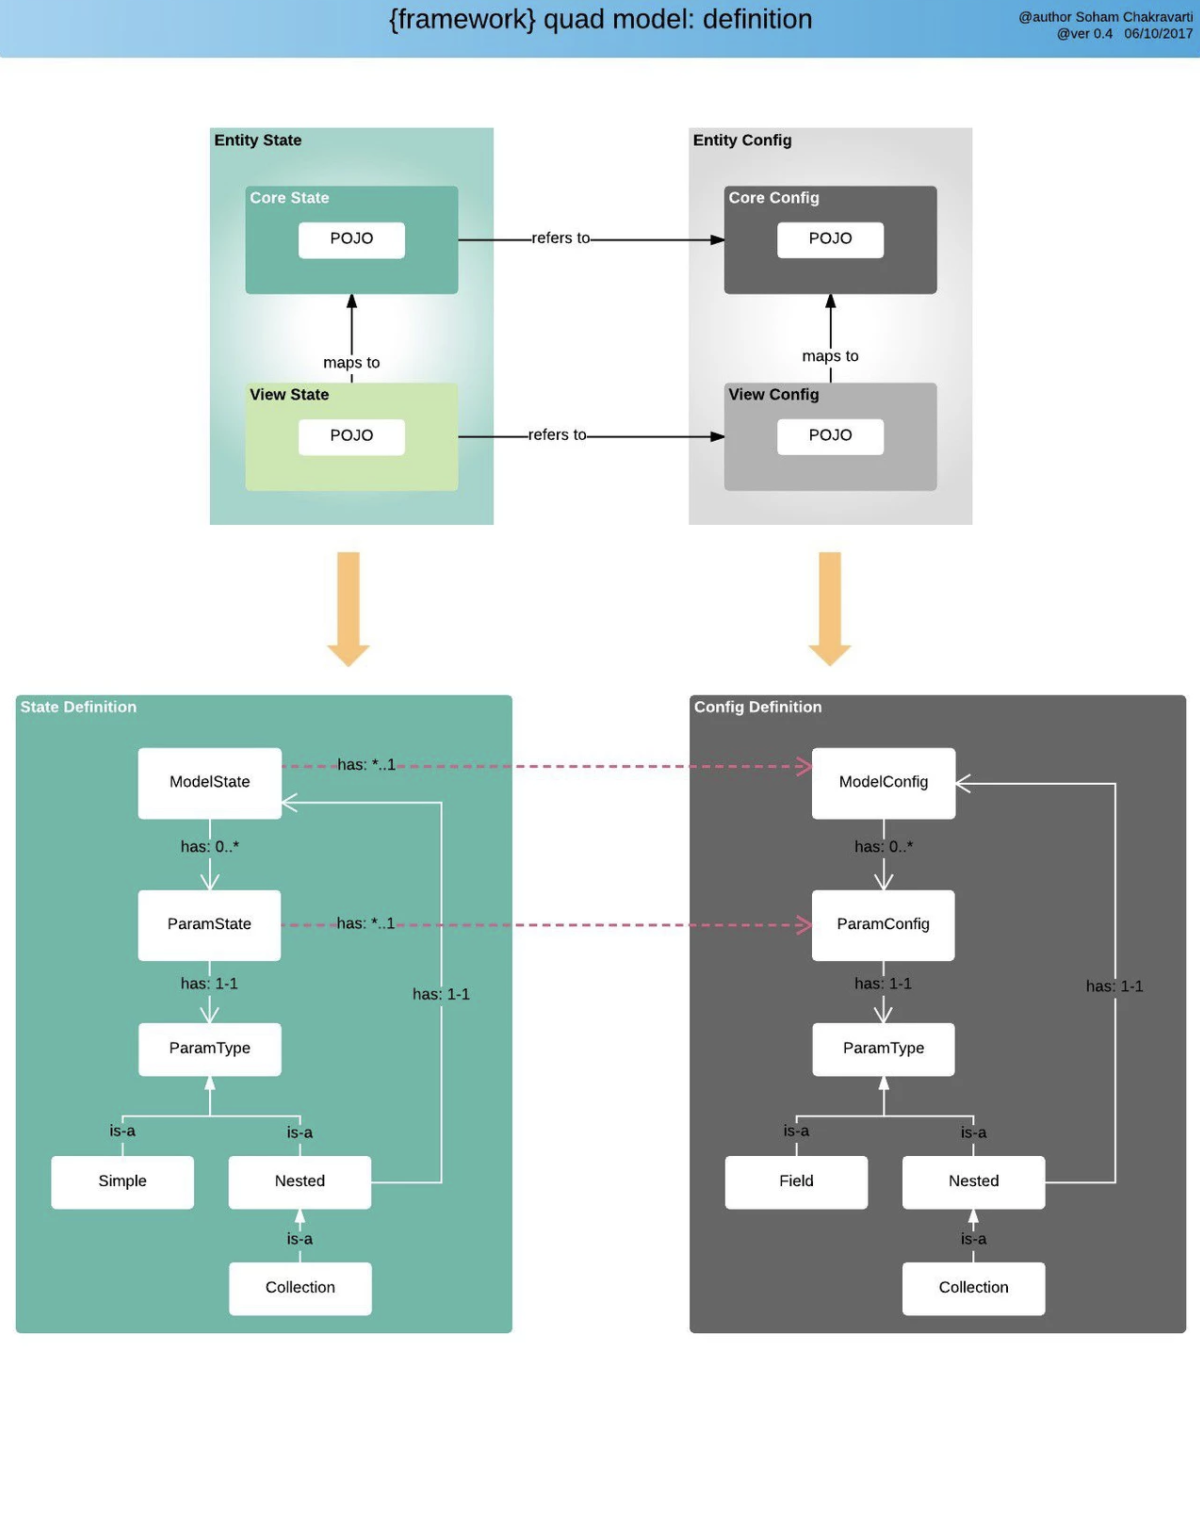 {framework} quad model: definition
@author Soham Chakravarti
@ver 0.4 06/10/2017
Entity State
Entity Config
Core State
Core Config
POJO
refers to
POJO
maps to
maps to
View State
View Config
POJO
refers to
POJO
State Definition
Config Definition
ModelState
has: *..1
ModelConfig
has: 0..*
has: 0..*
ParamState
has: *..1
ParamConfig
has: 1-1
has: 1-1
has: 1-1
has: 1-1
ParamType
ParamType
is-a
is-a
is-a
is-a
Simple
Nested
Field
Nested
is-a
is-a
Collection
Collection